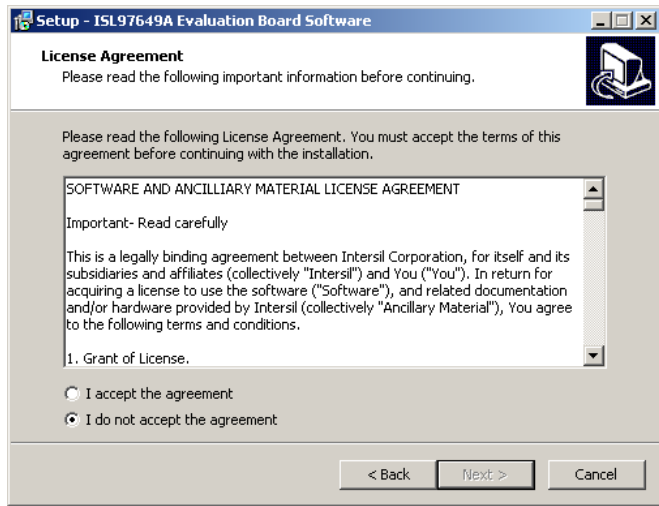 Setup - ISL97649A Evaluation Board Software
License Agreement
Please read the following important information before continuing.
Please read the following License Agreement. You must accept the terms of this
agreement before continuing with the installation.
SOFTWARE AND ANCILLIARY MATERIAL LICENSE AGREEMENT
Important- Read carefully
This is a legally binding agreement between Intersil Corporation, for itself and its
subsidiaries and affiliates (collectively "Intersil") and You ("You"). In return for
acquiring a license to use the software ("Software"), and related documentation
and/or hardware provided by Intersil (collectively "Ancillary Material"), You agree
to the following terms and conditions.
1. Grant of License.
I accept the agreement
I do not accept the agreement
< Back Next > Cancel